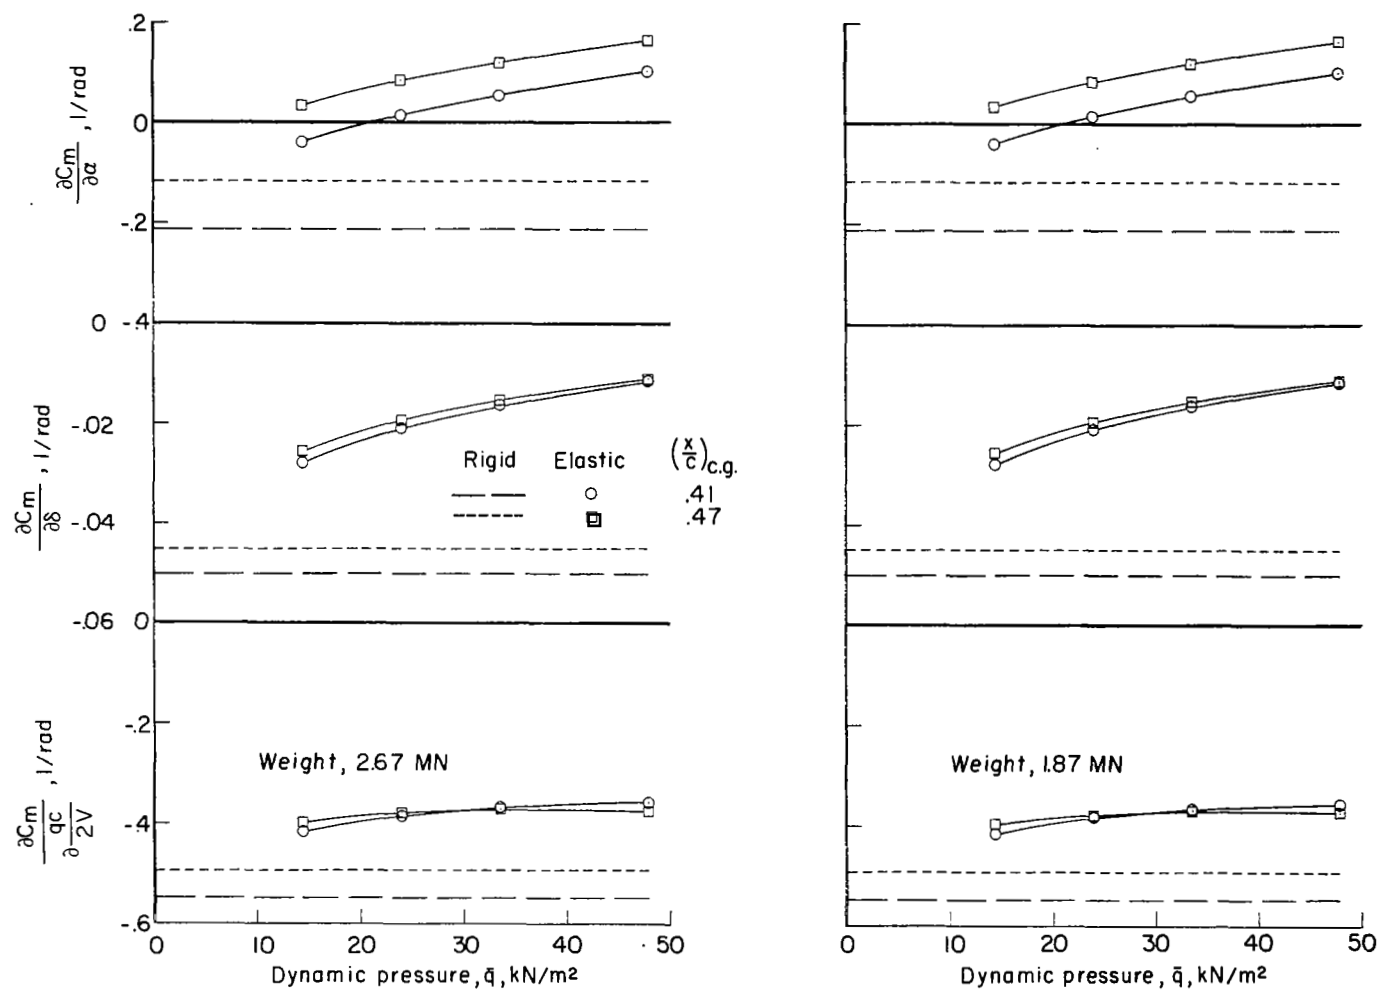 .2
0
-.2
0 -.4
∂Cm/∂α , 1/rad
-.02
-.04
-.06 0
∂Cm/∂δ , 1/rad
Rigid Elastic (x/c)c.g.
.41
.47
-.2
-.4
-.6
∂Cm/∂ qc/2V , 1/rad
Weight, 2.67 MN
Weight, 1.87 MN
0 10 20 30 40 50
Dynamic pressure, q̄, kN/m²
0 10 20 30 40 50
Dynamic pressure, q̄, kN/m²